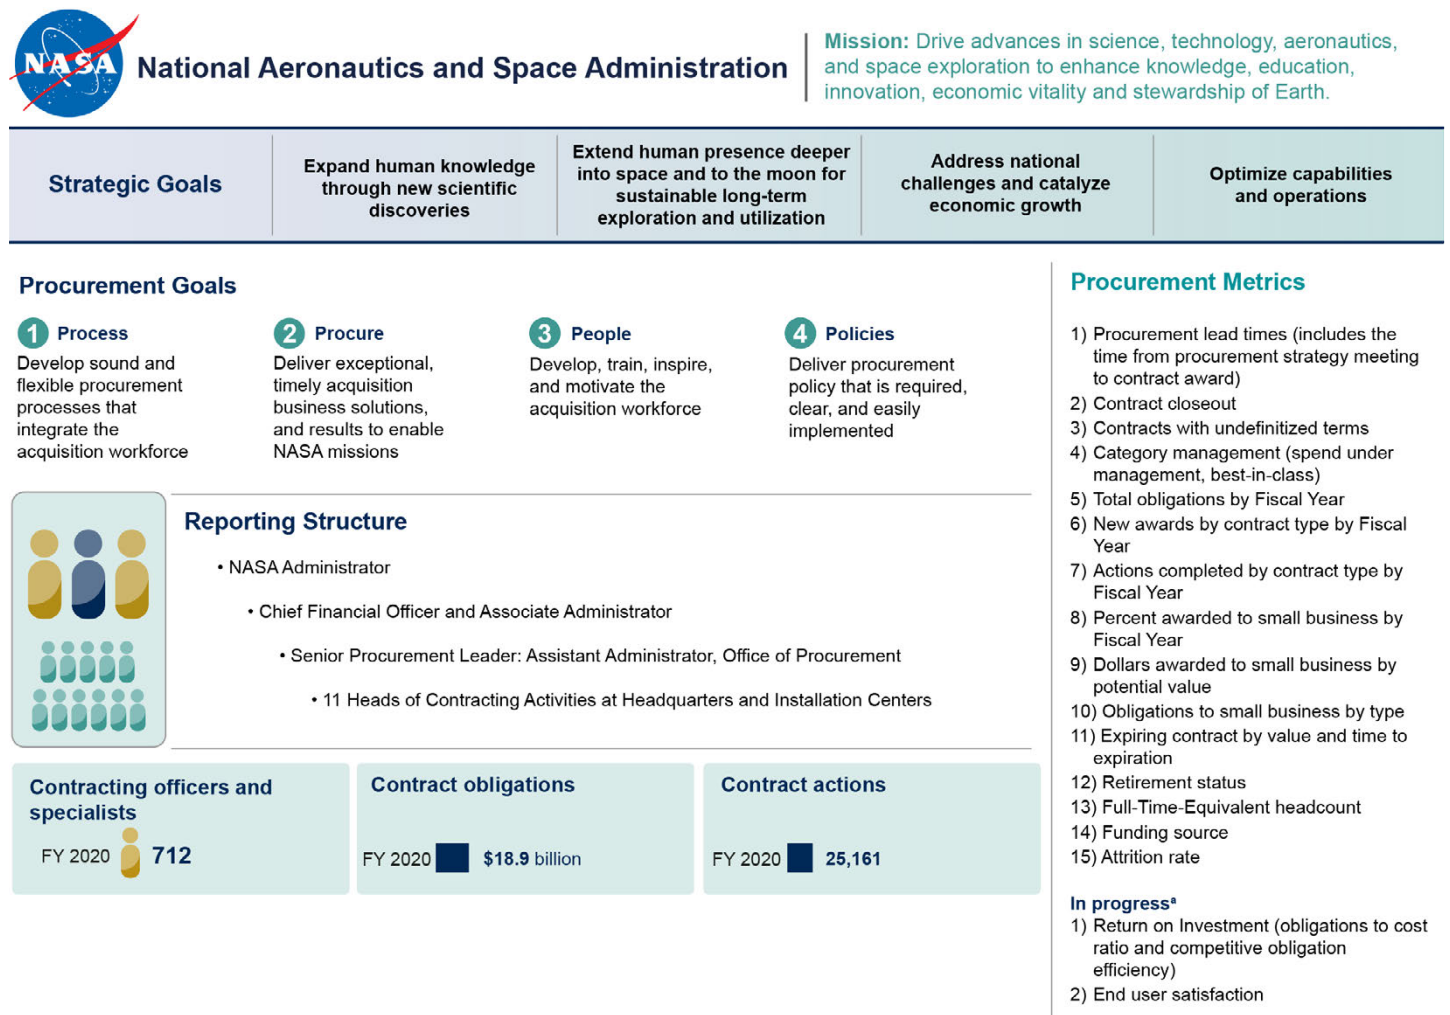 NASA
National Aeronautics and Space Administration
Mission: Drive advances in science, technology, aeronautics,
and space exploration to enhance knowledge, education,
innovation, economic vitality and stewardship of Earth.
Strategic Goals
Expand human knowledge
through new scientific
discoveries
Extend human presence deeper
into space and to the moon for
sustainable long-term
exploration and utilization
Address national
challenges and catalyze
economic growth
Optimize capabilities
and operations
Procurement Goals
1 Process
Develop sound and
flexible procurement
processes that
integrate the
acquisition workforce
2 Procure
Deliver exceptional,
timely acquisition
business solutions,
and results to enable
NASA missions
3 People
Develop, train, inspire,
and motivate the
acquisition workforce
4 Policies
Deliver procurement
policy that is required,
clear, and easily
implemented
Reporting Structure
• NASA Administrator
• Chief Financial Officer and Associate Administrator
• Senior Procurement Leader: Assistant Administrator, Office of Procurement
• 11 Heads of Contracting Activities at Headquarters and Installation Centers
Contracting officers and
specialists
FY 2020 712
Contract obligations
FY 2020 $18.9 billion
Contract actions
FY 2020 25,161
Procurement Metrics
1) Procurement lead times (includes the
time from procurement strategy meeting
to contract award)
2) Contract closeout
3) Contracts with undefinitized terms
4) Category management (spend under
management, best-in-class)
5) Total obligations by Fiscal Year
6) New awards by contract type by Fiscal
Year
7) Actions completed by contract type by
Fiscal Year
8) Percent awarded to small business by
Fiscal Year
9) Dollars awarded to small business by
potential value
10) Obligations to small business by type
11) Expiring contract by value and time to
expiration
12) Retirement status
13) Full-Time-Equivalent headcount
14) Funding source
15) Attrition rate
In progressª
1) Return on Investment (obligations to cost
ratio and competitive obligation
efficiency)
2) End user satisfaction